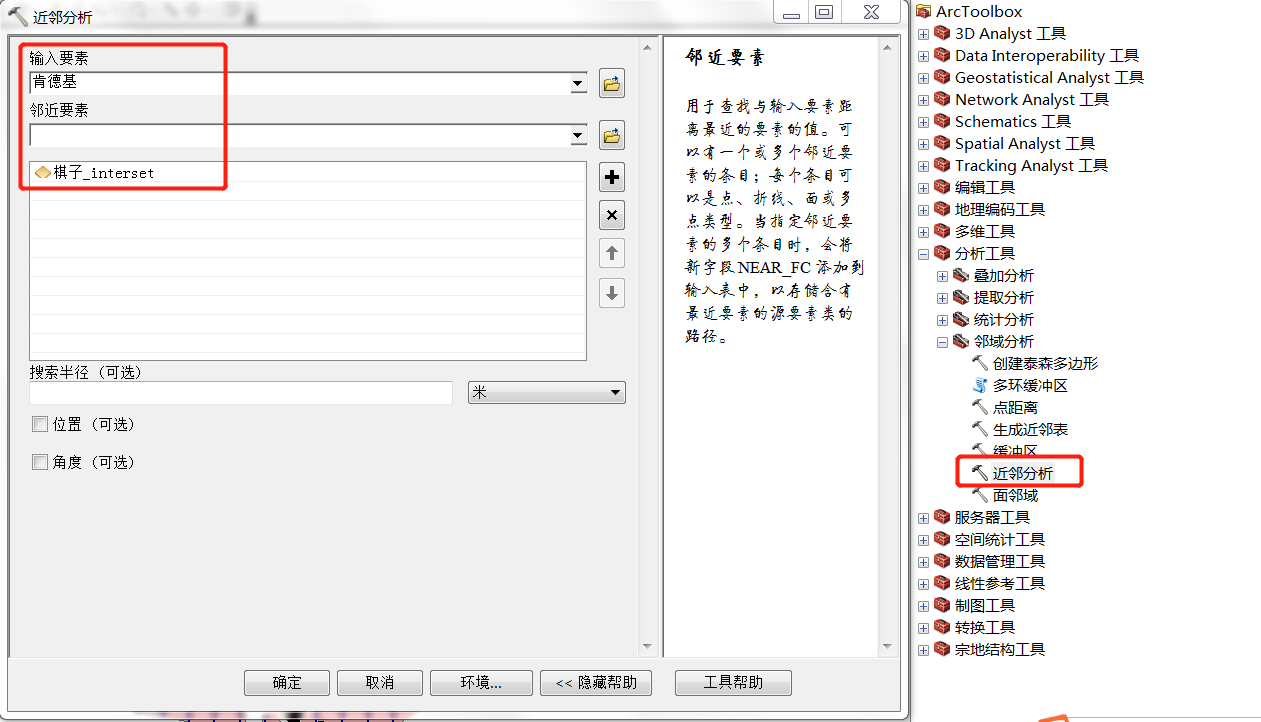 近邻分析
输入要素
肯德基
邻近要素
棋子_interset
搜索半径（可选）
米
位置（可选）
角度（可选）
确定
取消
环境...
<< 隐藏帮助
工具帮助
邻近要素
用于查找与输入要素距
离最近的要素的值。可
以有一个或多个邻近要
素的条目；每个条目可
以是点、折线、面或多
点类型。当指定邻近要
素的多个条目时，会将
新字段 NEAR_FC 添加到
输入表中，以存储含有
最近要素的源要素类的
路径。
ArcToolbox
3D Analyst 工具
Data Interoperability 工具
Geostatistical Analyst 工具
Network Analyst 工具
Schematics 工具
Spatial Analyst 工具
Tracking Analyst 工具
编辑工具
地理编码工具
多维工具
分析工具
叠加分析
提取分析
统计分析
邻域分析
创建泰森多边形
多环缓冲区
点距离
生成近邻表
缓冲区
近邻分析
面邻域
服务器工具
空间统计工具
数据管理工具
线性参考工具
制图工具
转换工具
宗地结构工具